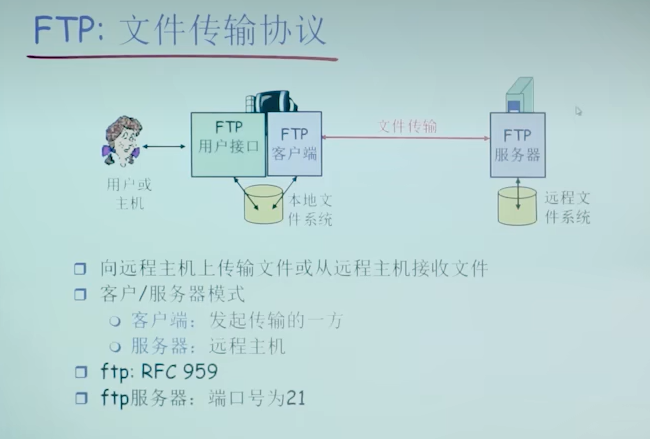 FTP: 文件传输协议
FTP
用户接口
FTP
客户端
文件传输
FTP
服务器
用户或
主机
本地文
件系统
远程文
件系统
向远程主机上传输文件或从远程主机接收文件
客户/服务器模式
客户端：发起传输的一方
服务器：远程主机
ftp: RFC 959
ftp服务器：端口号为21